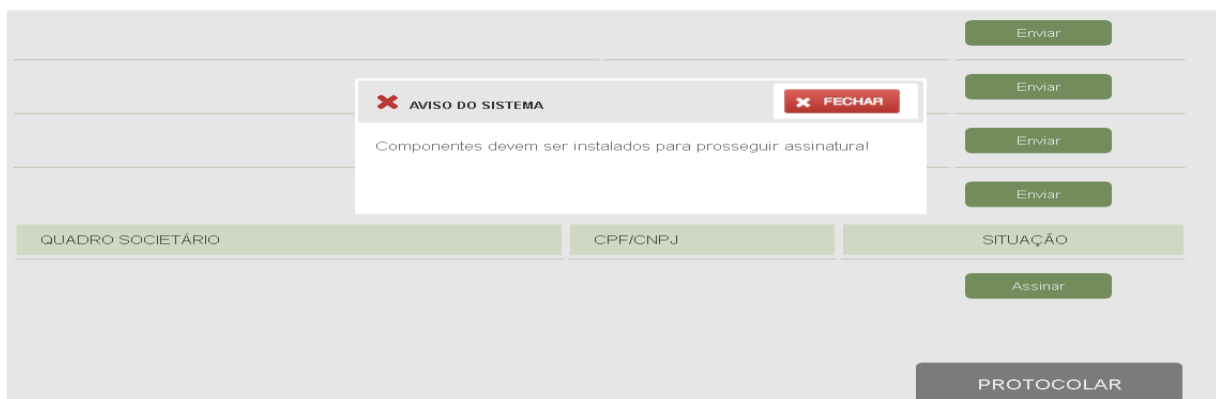 Enviar
Enviar
AVISO DO SISTEMA
FECHAR
Componentes devem ser instalados para prosseguir assinatura!
Enviar
Enviar
QUADRO SOCIETÁRIO CPF/CNPJ SITUAÇÃO
Assinar
PROTOCOLAR